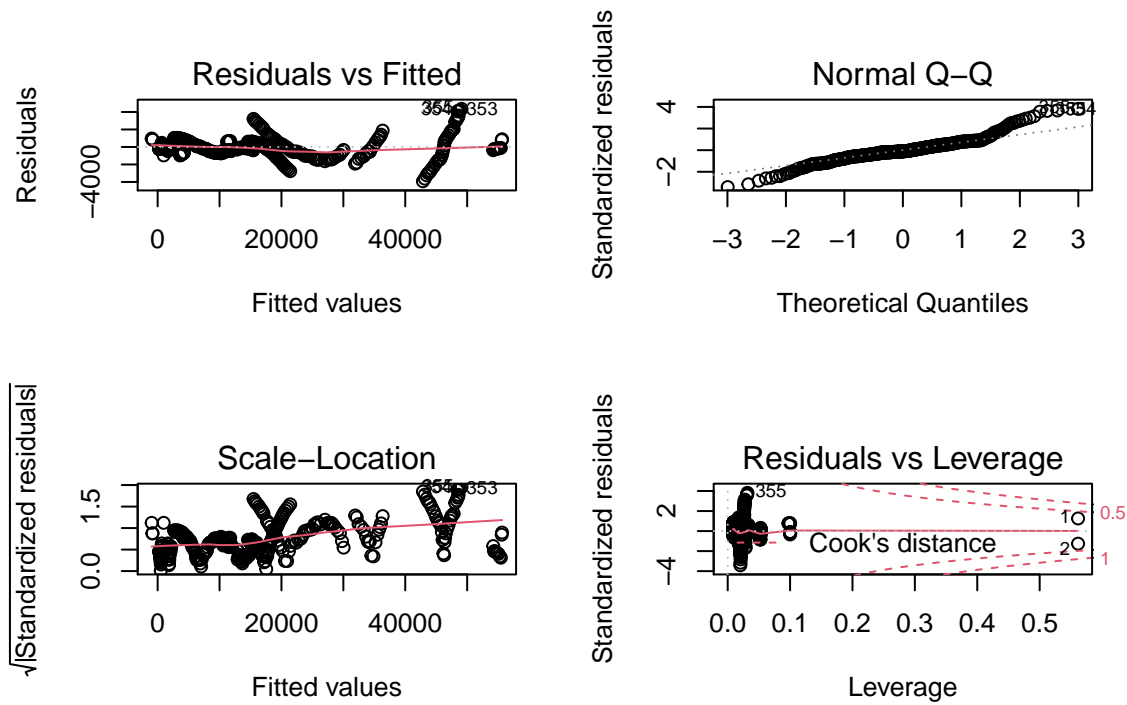 Residuals vs Fitted
Residuals
−4000
353
0 20000 40000
Fitted values
Normal Q−Q
Standardized residuals
−2 4
−3 −2 −1 0 1 2 3
Theoretical Quantiles
Scale−Location
√|Standardized residuals|
0.0 1.5
353
0 20000 40000
Fitted values
Residuals vs Leverage
Standardized residuals
−4 2
355
1
2
Cook's distance
0.5
1
0.0 0.1 0.2 0.3 0.4 0.5
Leverage